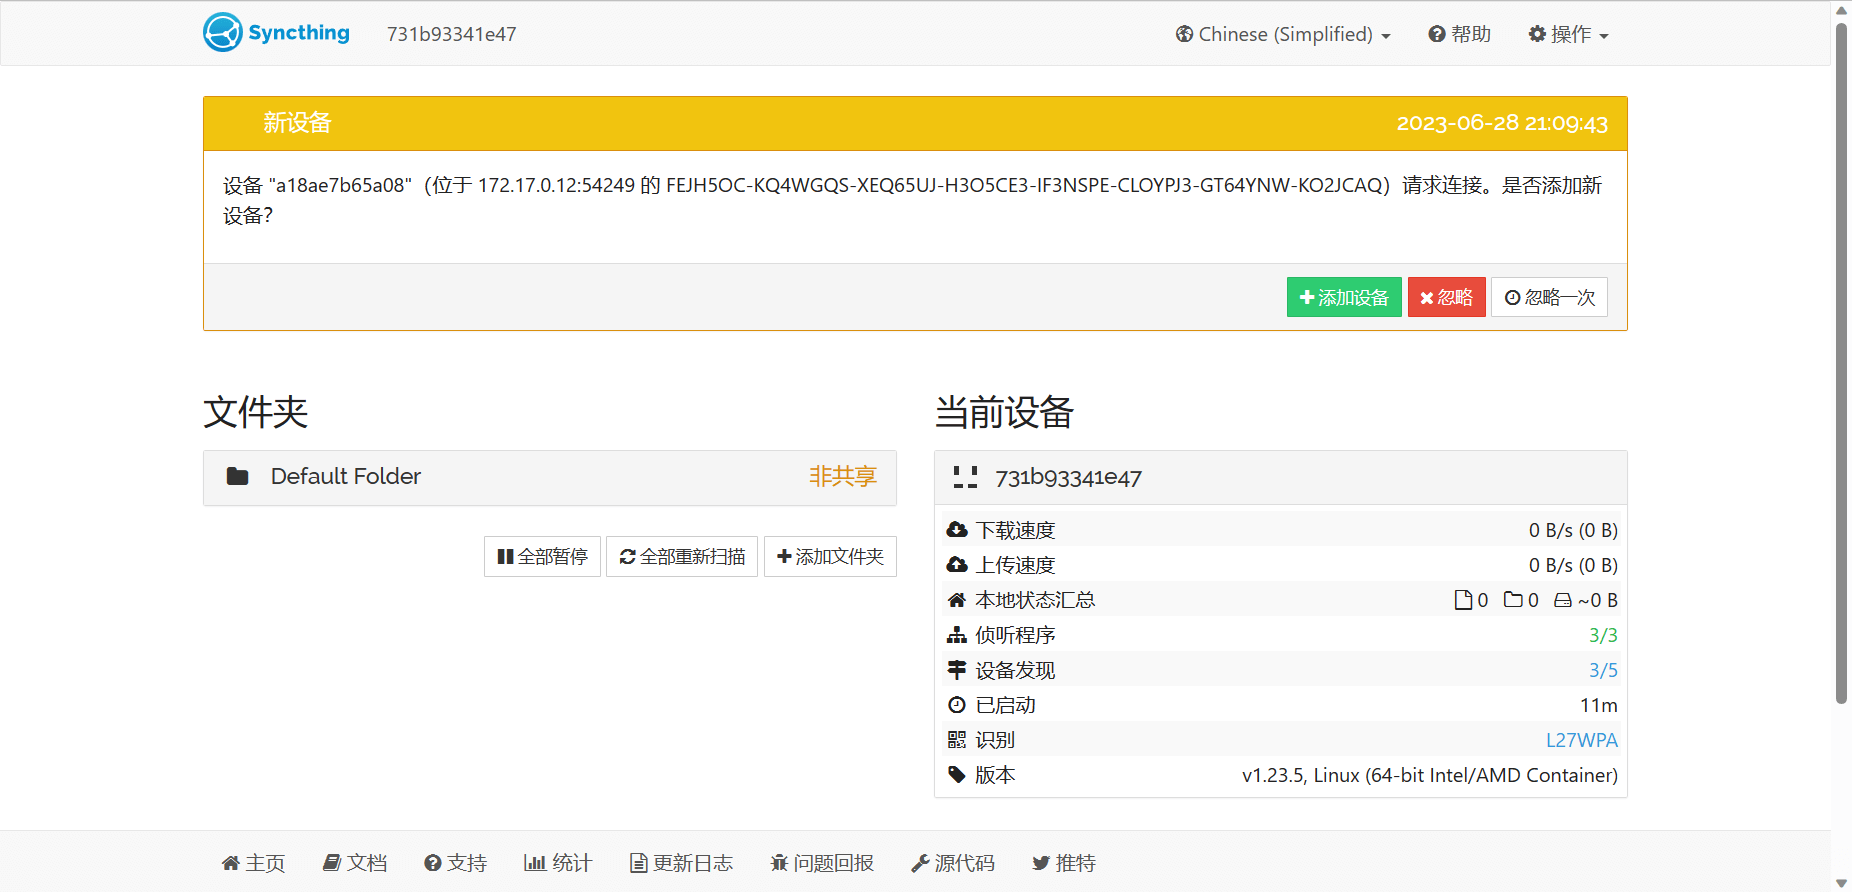 Syncthing 731b93341e47 Chinese (Simplified) 帮助 操作
新设备 2023-06-28 21:09:43
设备 "a18ae7b65a08"（位于 172.17.0.12:54249 的 FEJH5OC-KQ4WGQS-XEQ65UJ-H3O5CE3-IF3NSPE-CLOYPJ3-GT64YNW-KO2JCAQ）请求连接。是否添加新
设备？
添加设备 忽略 忽略一次
文件夹
Default Folder 非共享
全部暂停 全部重新扫描 添加文件夹
当前设备
731b93341e47
下载速度 0 B/s (0 B)
上传速度 0 B/s (0 B)
本地状态汇总 0 0 ~0 B
侦听程序 3/3
设备发现 3/5
已启动 11m
识别 L27WPA
版本 v1.23.5, Linux (64-bit Intel/AMD Container)
主页 文档 支持 统计 更新日志 问题回报 源代码 推特